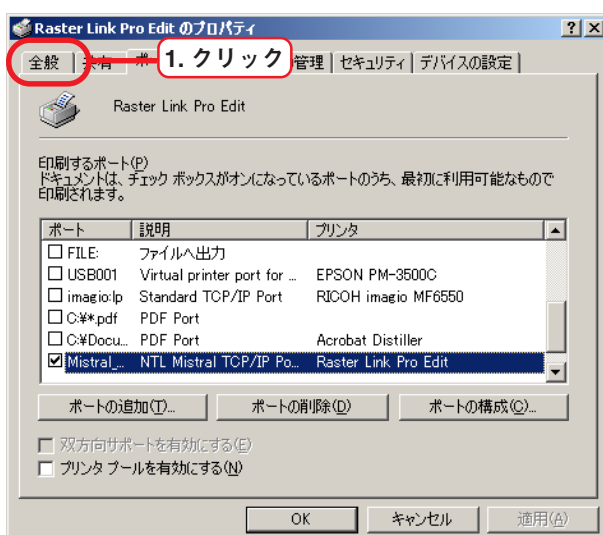 Raster Link Pro Edit のプロパティ
全般
共有
1. クリック
管理
セキュリティ
デバイスの設定
Raster Link Pro Edit
印刷するポート(P)
ドキュメントは、チェック ボックスがオンになっているポートのうち、最初に利用可能なもので
印刷されます。
ポート 説明 プリンタ
FILE: ファイルへ出力
USB001 Virtual printer port for ... EPSON PM-3500C
imagio:lp Standard TCP/IP Port RICOH imagio MF6550
C:¥*.pdf PDF Port
C:¥Docu... PDF Port Acrobat Distiller
Mistral_... NTL Mistral TCP/IP Po... Raster Link Pro Edit
ポートの追加(T)... ポートの削除(D) ポートの構成(C)...
双方向サポートを有効にする(E)
プリンタ プールを有効にする(N)
OK キャンセル 適用(A)